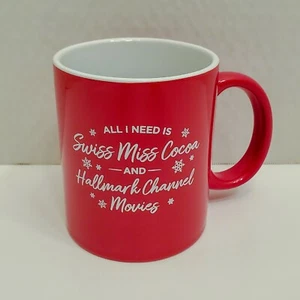 ALL I NEED IS
Swiss Miss Cocoa
AND
Hallmark Channel
Movies